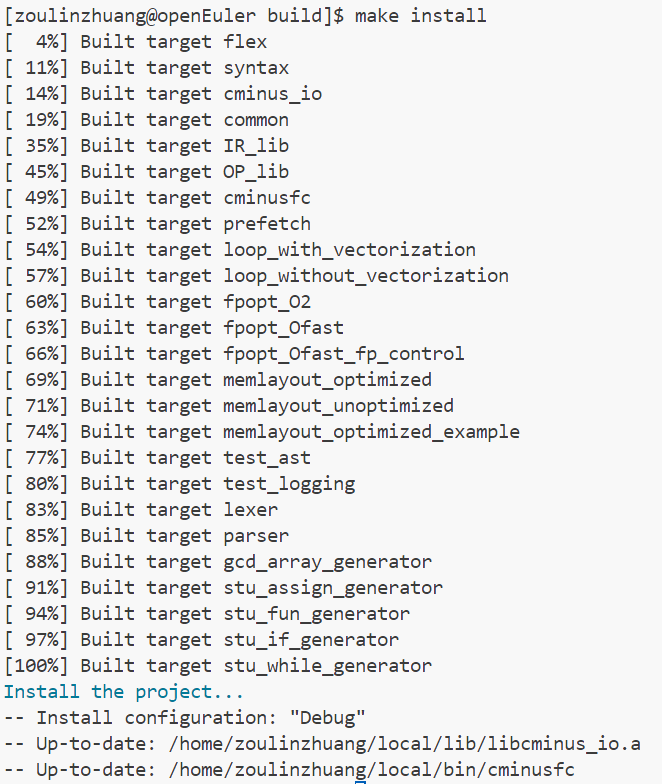 [zoulinzhuang@openEuler build]$ make install
[  4%] Built target flex
[ 11%] Built target syntax
[ 14%] Built target cminus_io
[ 19%] Built target common
[ 35%] Built target IR_lib
[ 45%] Built target OP_lib
[ 49%] Built target cminusfc
[ 52%] Built target prefetch
[ 54%] Built target loop_with_vectorization
[ 57%] Built target loop_without_vectorization
[ 60%] Built target fpopt_O2
[ 63%] Built target fpopt_Ofast
[ 66%] Built target fpopt_Ofast_fp_control
[ 69%] Built target memlayout_optimized
[ 71%] Built target memlayout_unoptimized
[ 74%] Built target memlayout_optimized_example
[ 77%] Built target test_ast
[ 80%] Built target test_logging
[ 83%] Built target lexer
[ 85%] Built target parser
[ 88%] Built target gcd_array_generator
[ 91%] Built target stu_assign_generator
[ 94%] Built target stu_fun_generator
[ 97%] Built target stu_if_generator
[100%] Built target stu_while_generator
Install the project...
-- Install configuration: "Debug"
-- Up-to-date: /home/zoulinzhuang/local/lib/libcminus_io.a
-- Up-to-date: /home/zoulinzhuang/local/bin/cminusfc